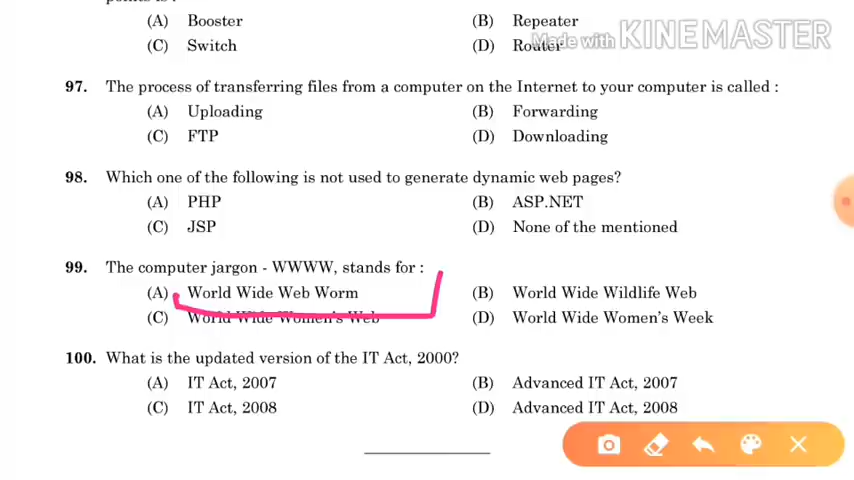 (A) Booster (B) Repeater
(C) Switch (D) Router
Made with KINEMASTER
97. The process of transferring files from a computer on the Internet to your computer is called :
(A) Uploading (B) Forwarding
(C) FTP (D) Downloading
98. Which one of the following is not used to generate dynamic web pages?
(A) PHP (B) ASP.NET
(C) JSP (D) None of the mentioned
99. The computer jargon - WWWW, stands for :
(A) World Wide Web Worm (B) World Wide Wildlife Web
(C) World Wide Women's Web (D) World Wide Women's Week
100. What is the updated version of the IT Act, 2000?
(A) IT Act, 2007 (B) Advanced IT Act, 2007
(C) IT Act, 2008 (D) Advanced IT Act, 2008